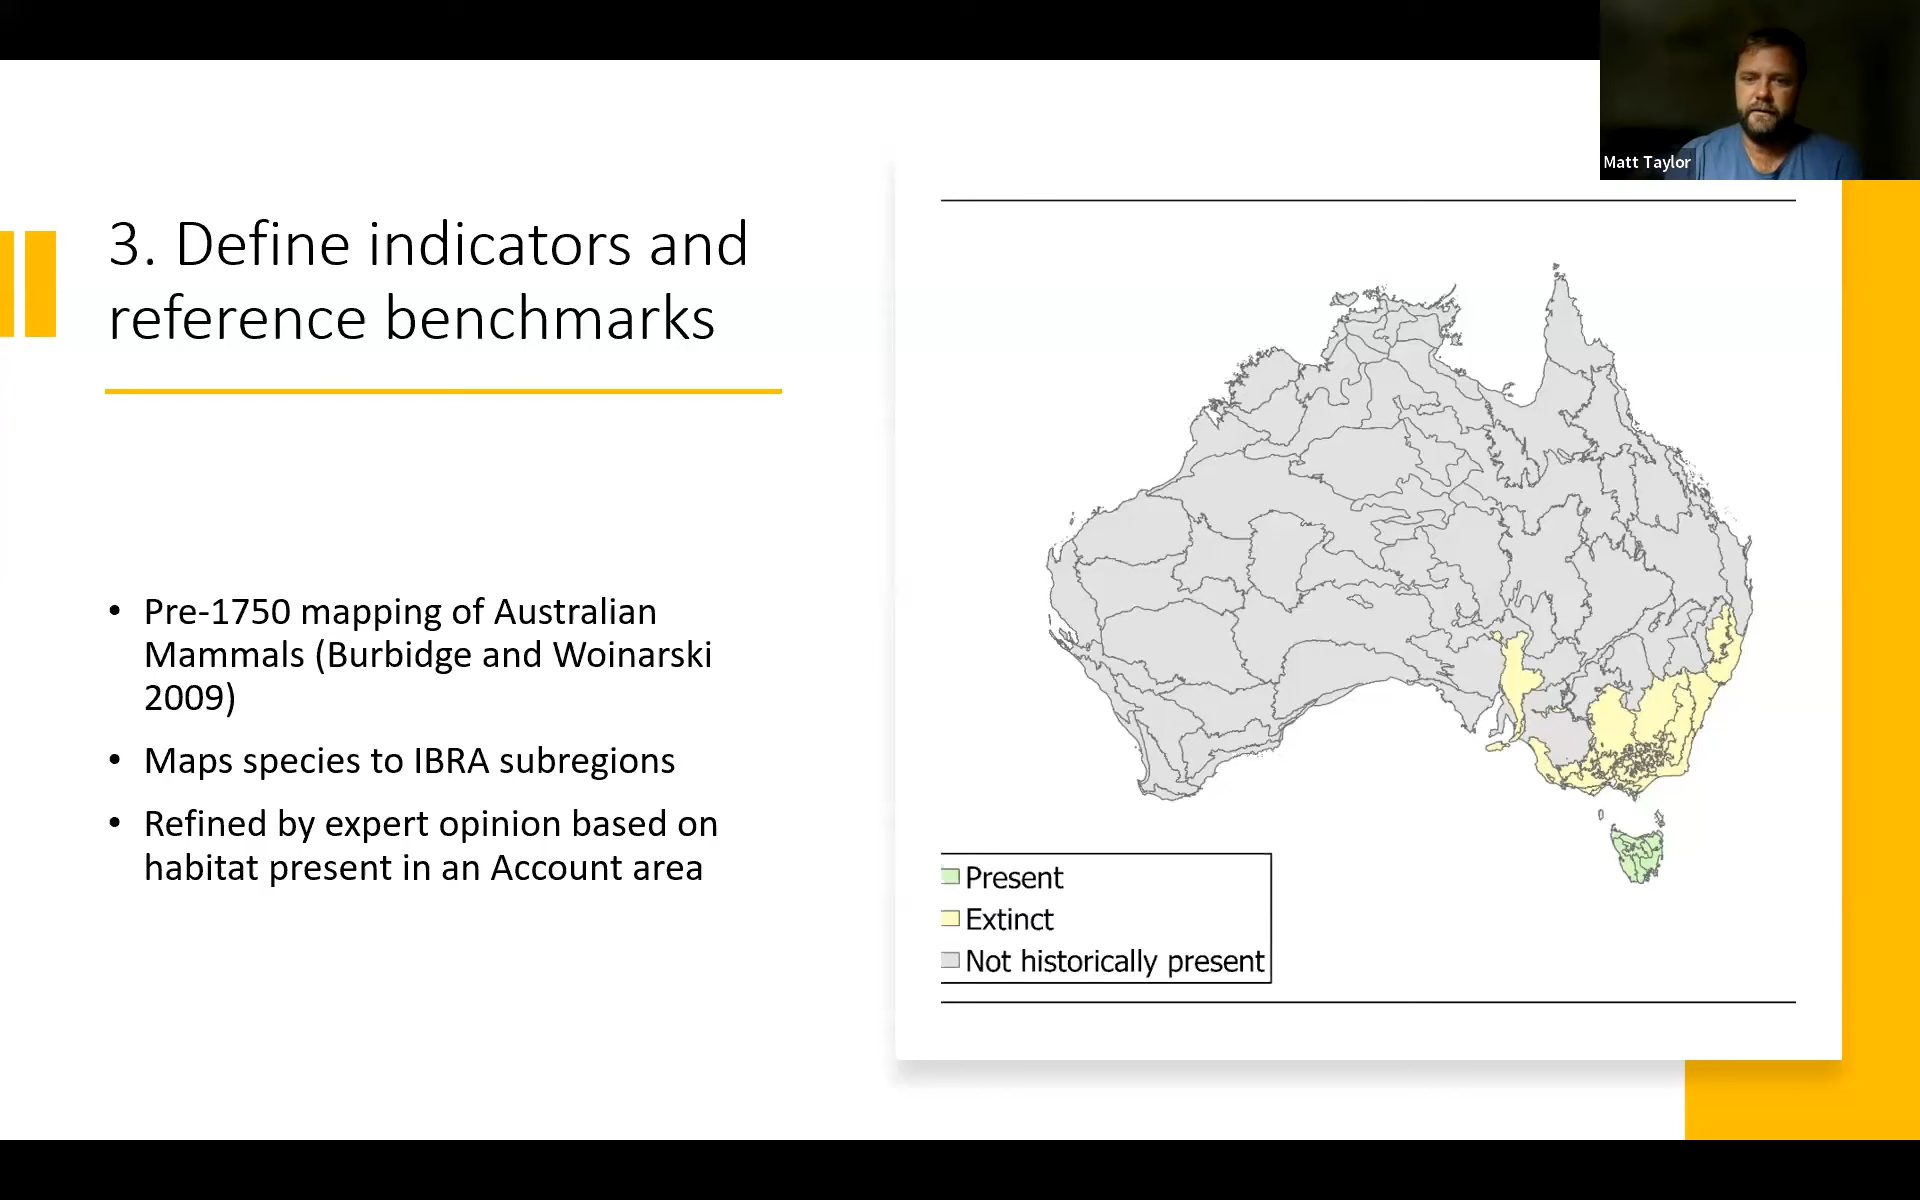 Matt Taylor
3. Define indicators and
reference benchmarks
• Pre-1750 mapping of Australian
Mammals (Burbidge and Woinarski
2009)
• Maps species to IBRA subregions
• Refined by expert opinion based on
habitat present in an Account area
Present
Extinct
Not historically present